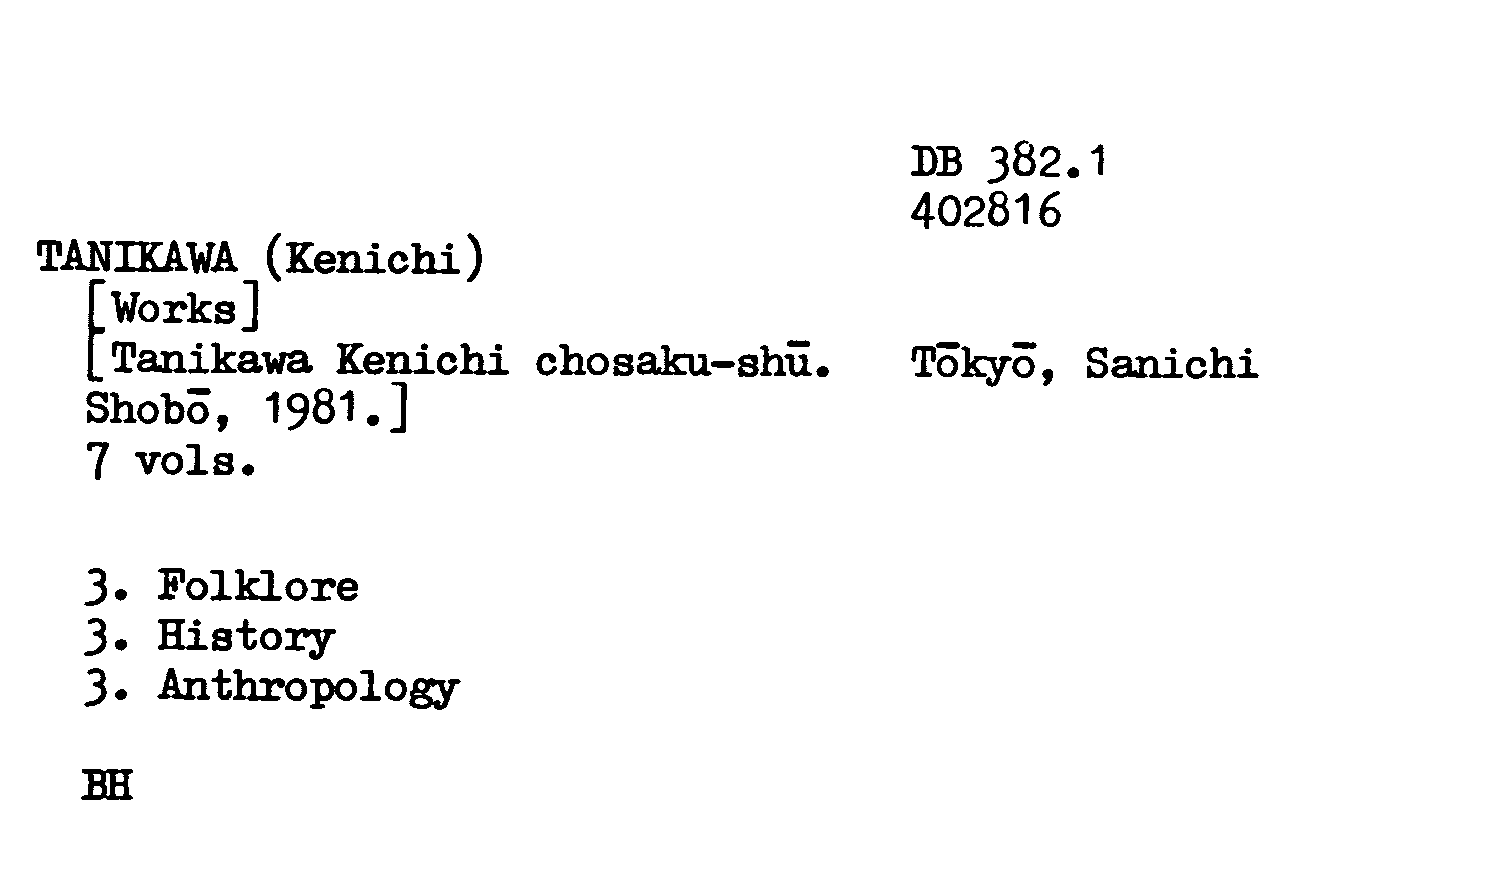 DB 382.1
402816
TANIKAWA (Kenichi)
[Works]
[Tanikawa Kenichi chosaku-shū. Tōkyō, Sanichi
Shobō, 1981.]
7 vols.
3. Folklore
3. History
3. Anthropology
BH